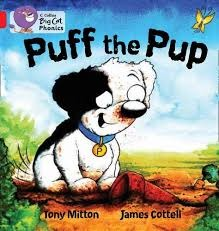 Collins
Big Cat
Phonics
Puff the Pup
P
Tony Mitton James Cottell